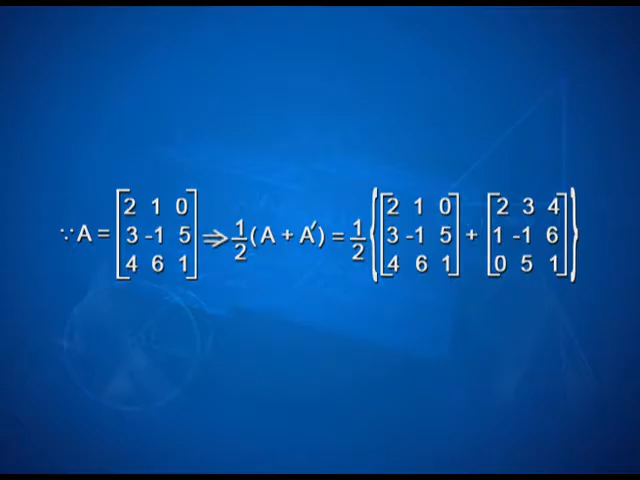 ∵ A = [2 1 0 3 -1 5 4 6 1] ⇒ 1/2 (A + A′) = 1/2 { [2 1 0 3 -1 5 4 6 1] + [2 3 4 1 -1 6 0 5 1] }